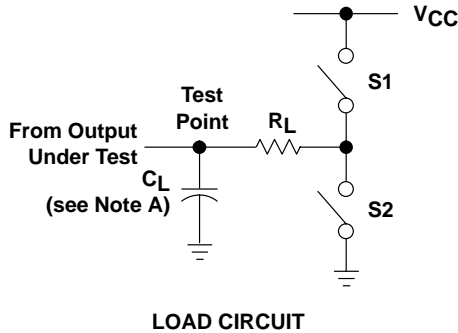 VCC
S1
Test
Point
RL
From Output
Under Test
CL
(see Note A)
S2
LOAD CIRCUIT